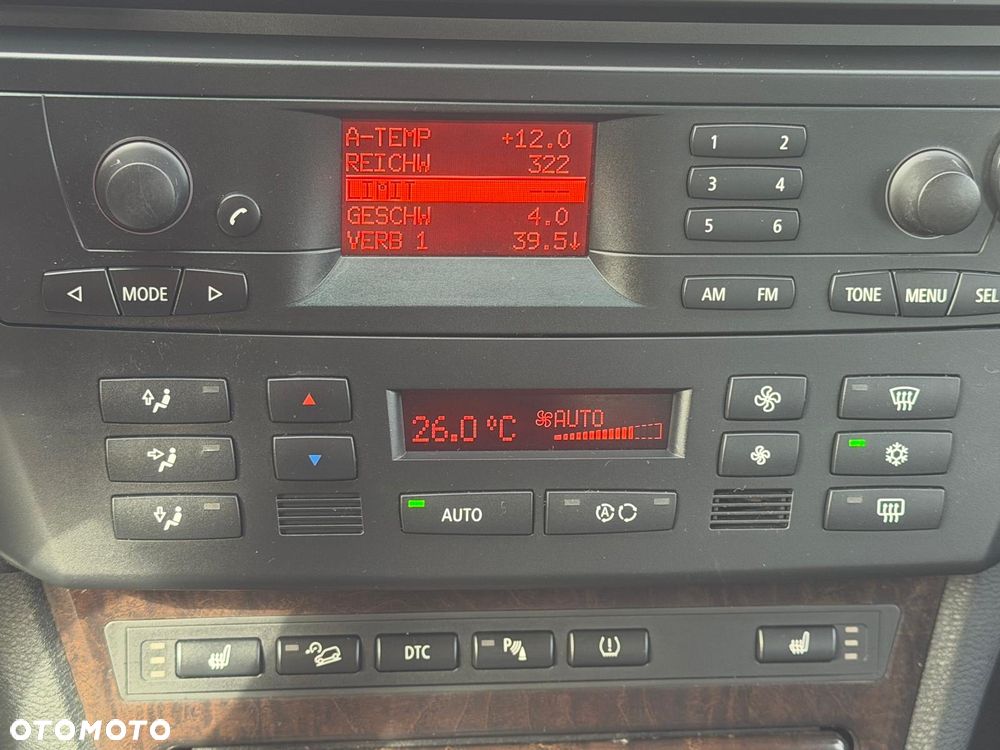 A-TEMP +12.0
REICHW 322
LIMIT ---
GESCHW 4.0
VERB 1 39.5↓
1 2
3 4
5 6
MODE
AM FM
TONE MENU SEL
26.0 °C AUTO
AUTO
A
DTC
P
(!)
OTOMOTO